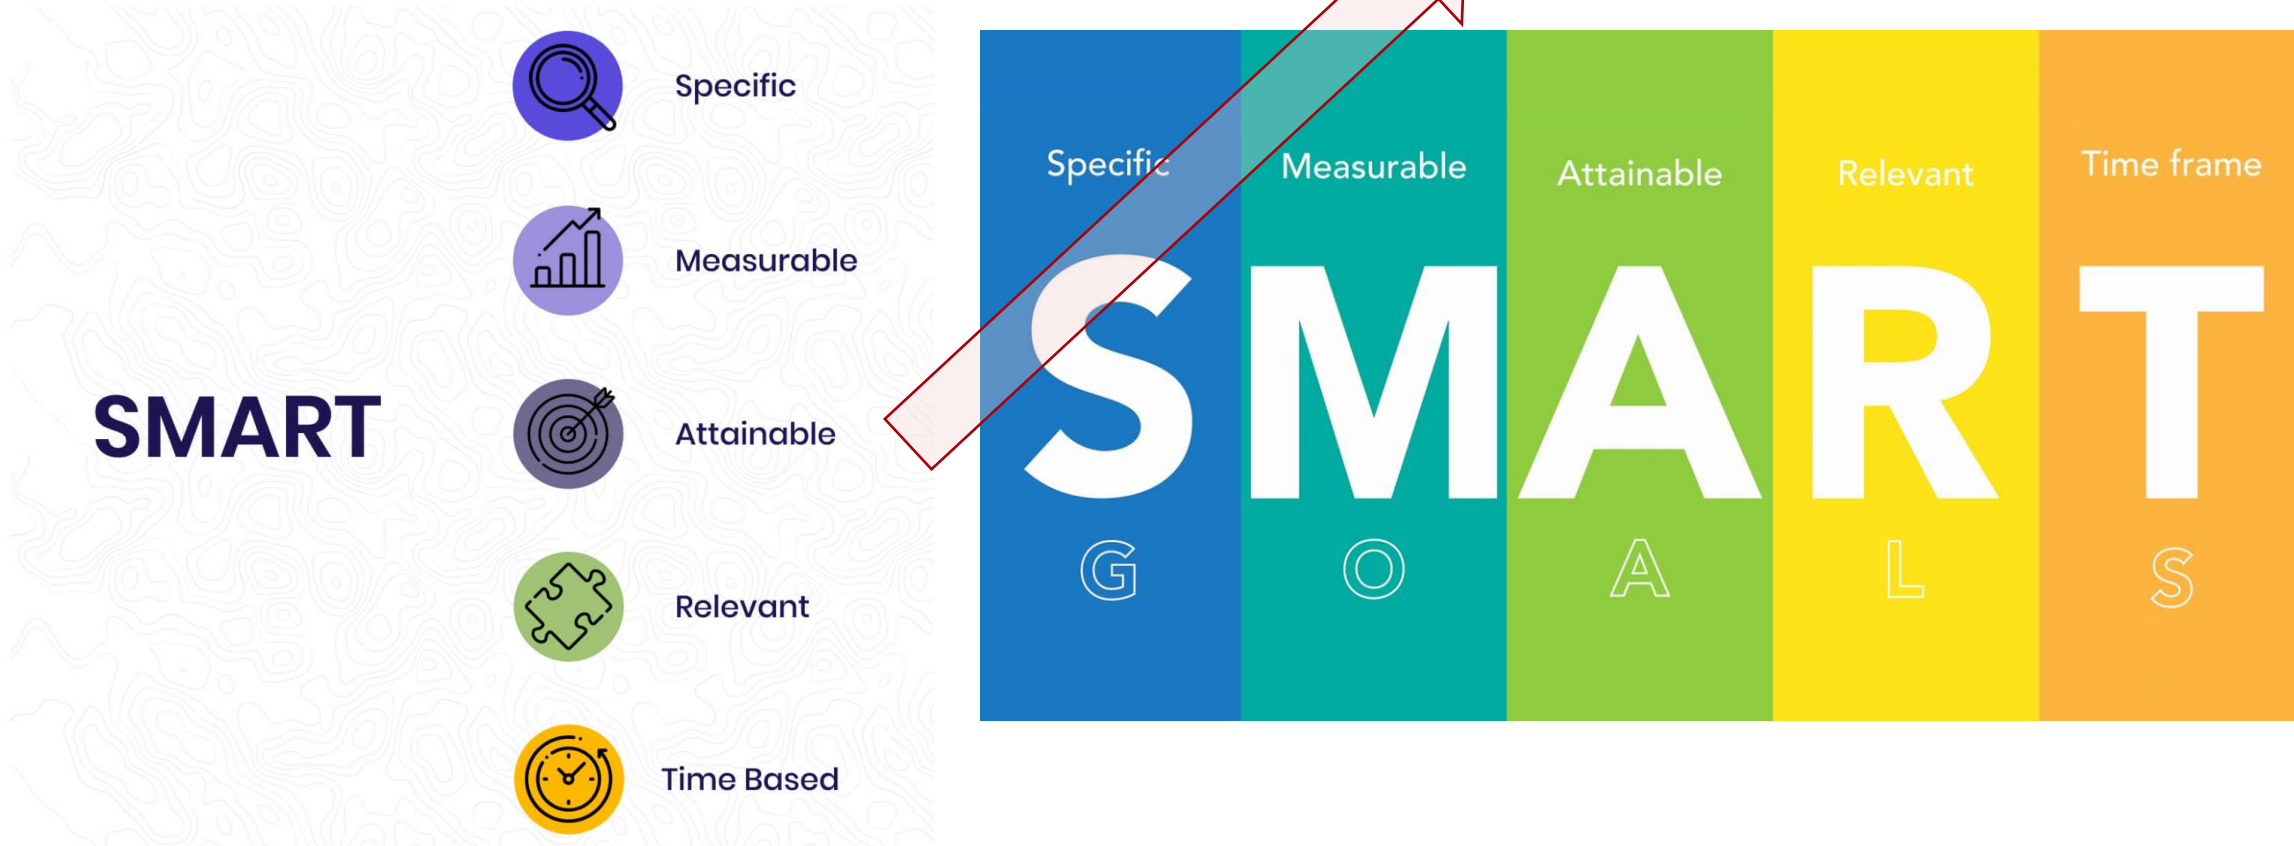 SMART
Specific
Measurable
Attainable
Relevant
Time Based
Specific Measurable Attainable Relevant Time frame
SMART
GOALS